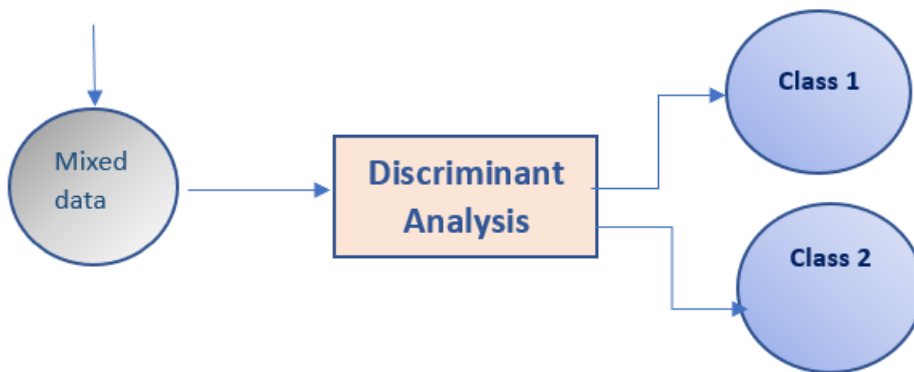 Mixed
data
Discriminant
Analysis
Class 1
Class 2